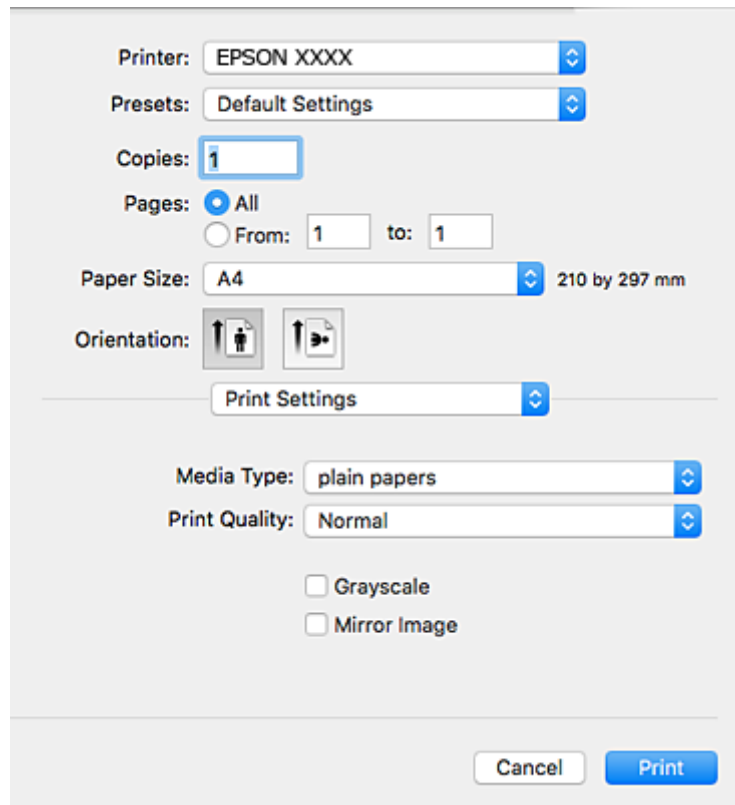 Printer: EPSON XXXX
Presets: Default Settings
Copies: 1
Pages: All
From: 1 to: 1
Paper Size: A4 210 by 297 mm
Orientation:
Print Settings
Media Type: plain papers
Print Quality: Normal
Grayscale
Mirror Image
Cancel Print